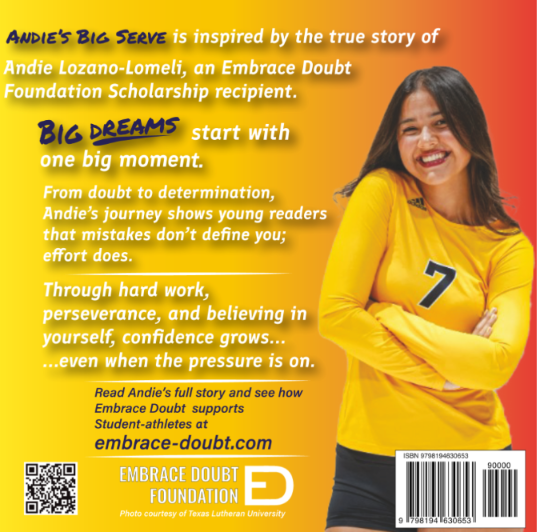 ANDIE'S BIG SERVE is inspired by the true story of
Andie Lozano-Lomeli, an Embrace Doubt
Foundation Scholarship recipient.
BIG DREAMS start with
one big moment.
From doubt to determination,
Andie's journey shows young readers
that mistakes don't define you;
effort does.
Through hard work,
perseverance, and believing in
yourself, confidence grows...
...even when the pressure is on.
Read Andie's full story and see how
Embrace Doubt supports
Student-athletes at
embrace-doubt.com
EMBRACE DOUBT
FOUNDATION ED
Photo courtesy of Texas Lutheran University
7
ISBN 9798194630653
90000
9 798194 630653